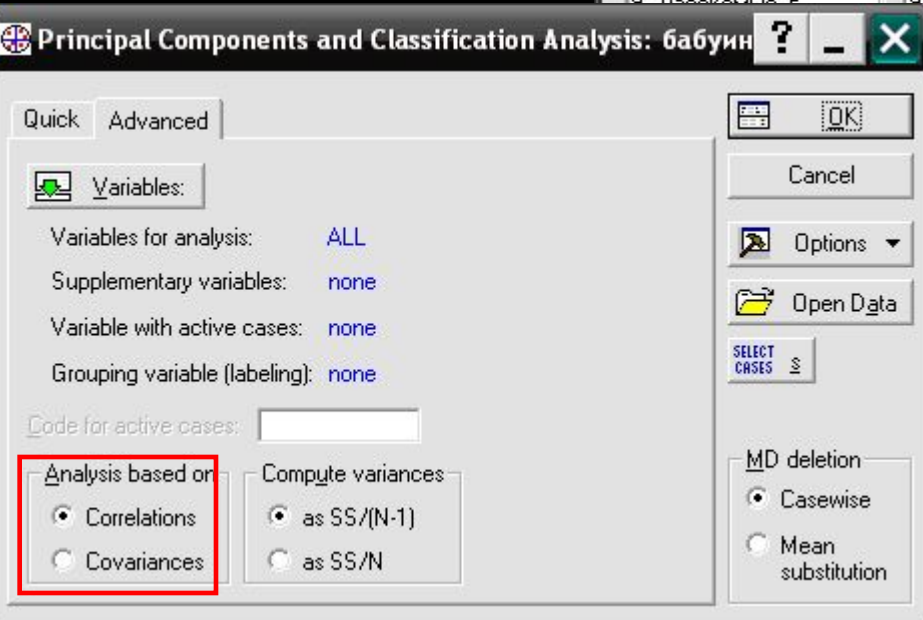 Principal Components and Classification Analysis: бабуин
Quick
Advanced
OK
Variables:
Cancel
Variables for analysis: ALL
Options
Supplementary variables: none
Open Data
Variable with active cases: none
SELECT
CASES S
Grouping variable (labeling): none
Code for active cases:
Analysis based on
Correlations
Covariances
Compute variances
as SS/(N-1)
as SS/N
MD deletion
Casewise
Mean
substitution